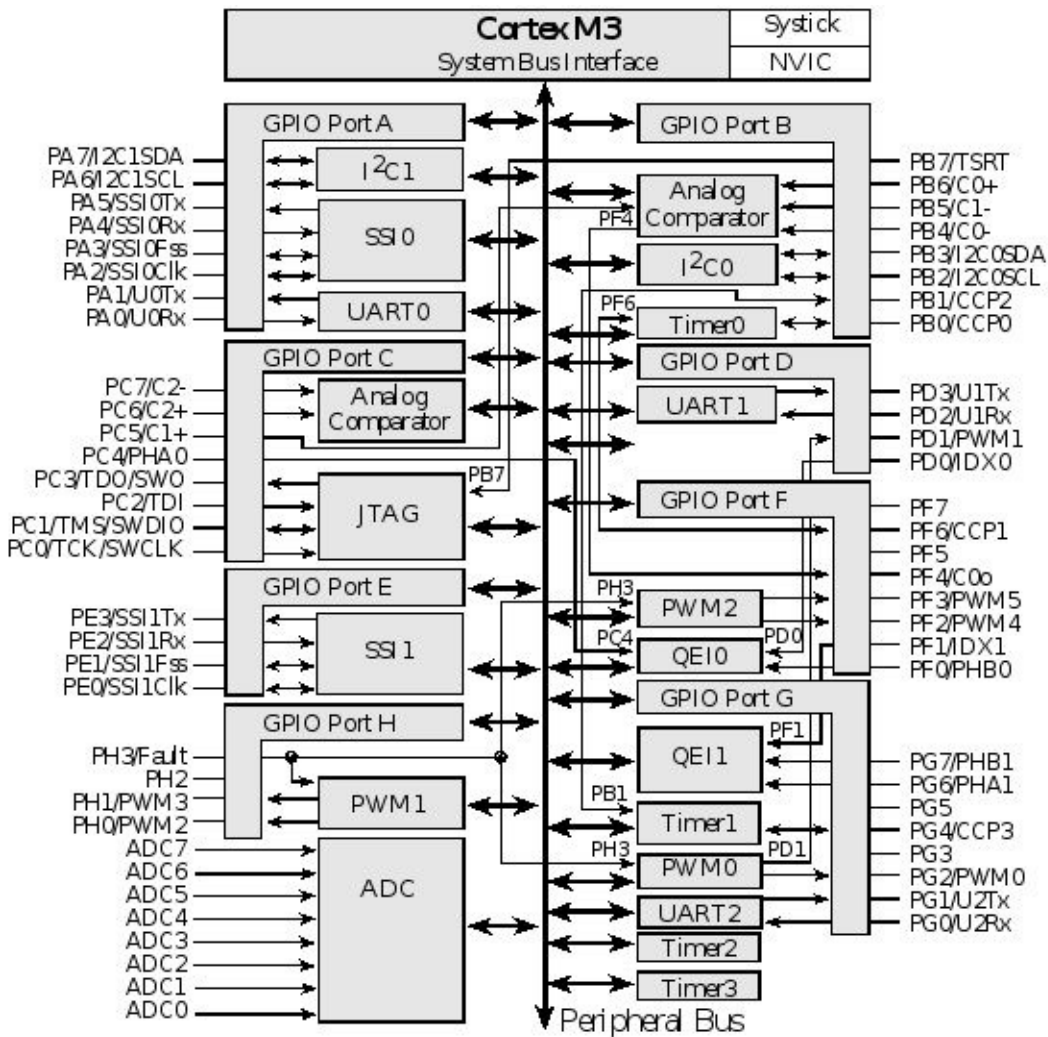 Cortex M3
System Bus Interface
Systick
NVIC
GPIO Port A
PA7/I2C1SDA
PA6/I2C1SCL
PA5/SSI0Tx
PA4/SSI0Rx
PA3/SSI0Fss
PA2/SSI0Clk
PA1/U0Tx
PA0/U0Rx
I²C1
SSI0
UART0
GPIO Port C
PC7/C2-
PC6/C2+
PC5/C1+
PC4/PHA0
PC3/TDO/SWO
PC2/TDI
PC1/TMS/SWDIO
PC0/TCK/SWCLK
Analog
Comparator
PB7
JTAG
GPIO Port E
PE3/SSI1Tx
PE2/SSI1Rx
PE1/SSI1Fss
PE0/SSI1Clk
SSI1
GPIO Port H
PH3/Fault
PH2
PH1/PWM3
PH0/PWM2
PWM1
ADC7
ADC6
ADC5
ADC4
ADC3
ADC2
ADC1
ADC0
ADC
GPIO Port B
PB7/TSRT
PB6/C0+
PB5/C1-
PB4/C0-
PB3/I2C0SDA
PB2/I2C0SCL
PB1/CCP2
PB0/CCP0
Analog
Comparator
PF4
I²C0
PF6
Timer0
GPIO Port D
UART1
PD3/U1Tx
PD2/U1Rx
PD1/PWM1
PD0/IDX0
GPIO Port F
PF7
PF6/CCP1
PF5
PF4/C0o
PF3/PWM5
PF2/PWM4
PF1/IDX1
PF0/PHB0
PH3
PWM2
PC4
QEI0
PD0
GPIO Port G
PF1
QEI1
PB1
Timer1
PH3
PWM0
PD1
UART2
Timer2
Timer3
PG7/PHB1
PG6/PHA1
PG5
PG4/CCP3
PG3
PG2/PWM0
PG1/U2Tx
PG0/U2Rx
Peripheral Bus